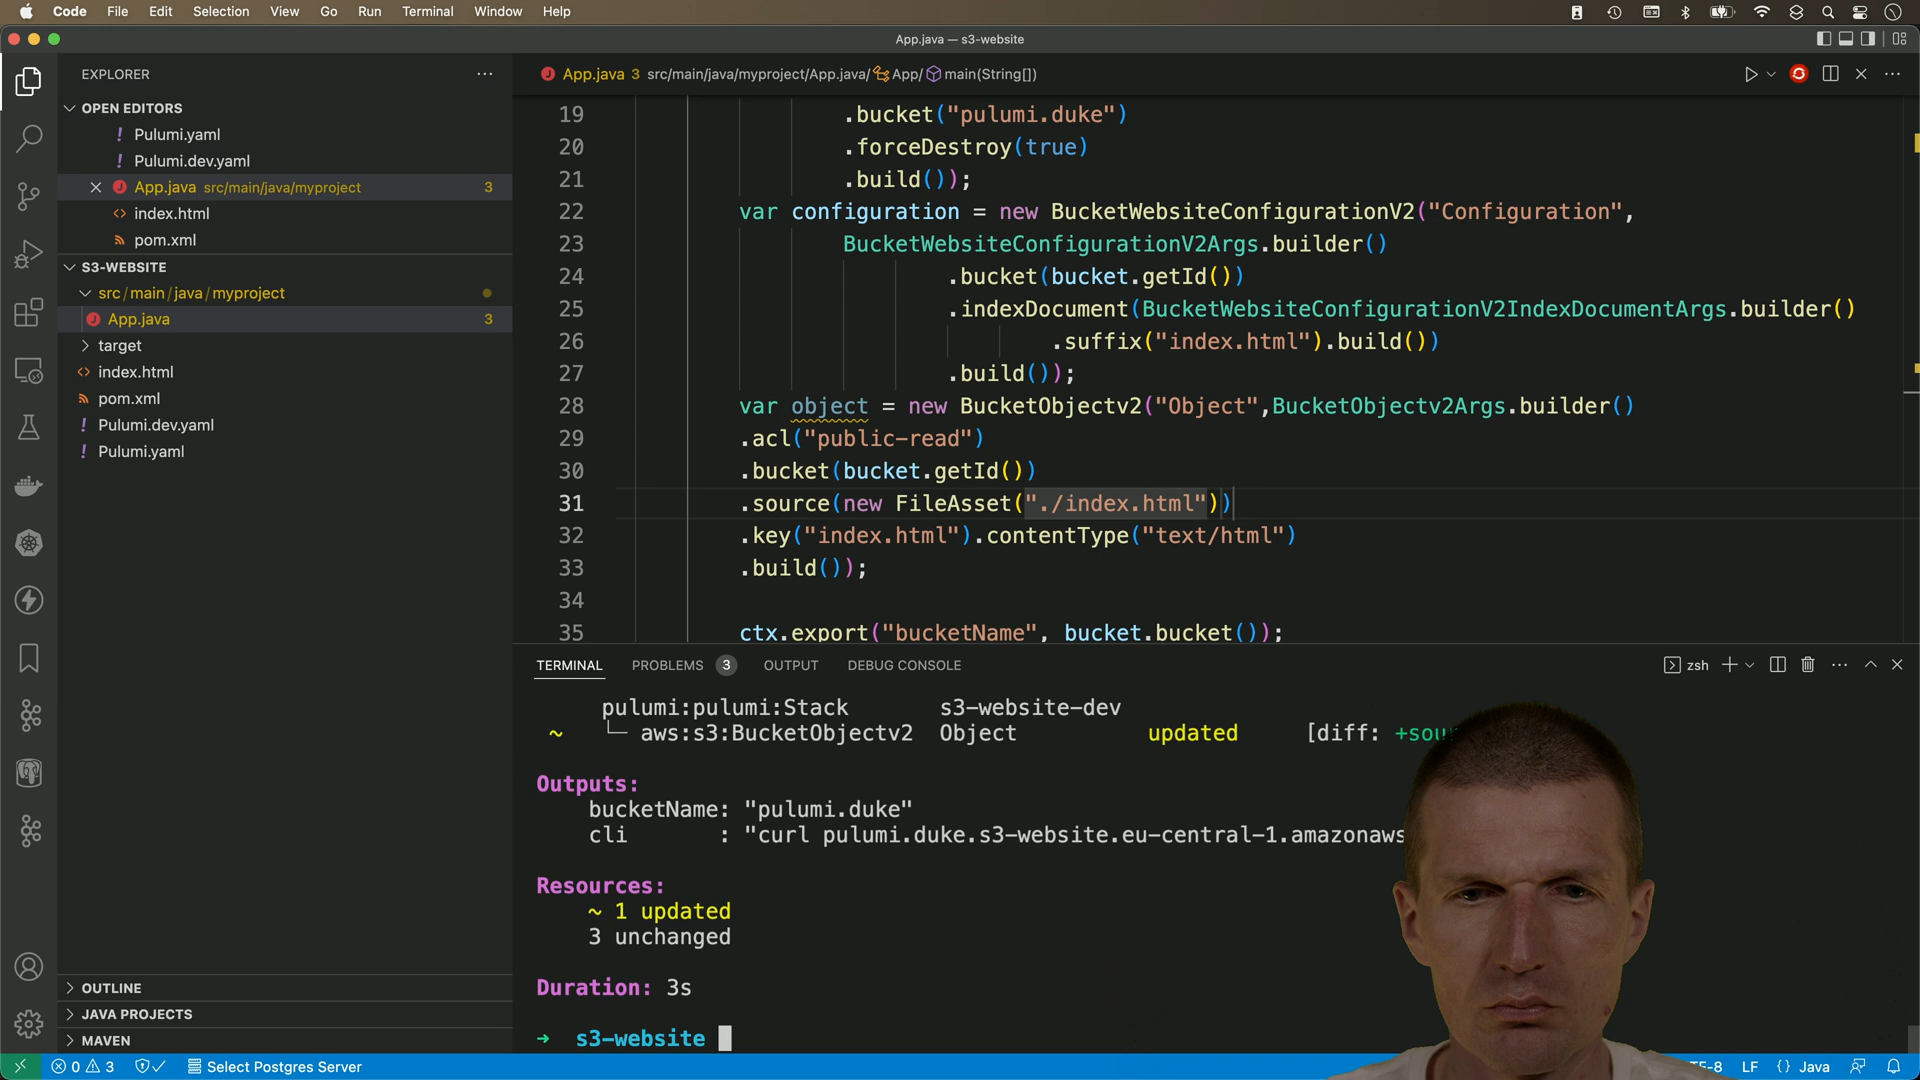 Code File Edit Selection View Go Run Terminal Window Help
App.java — s3-website
EXPLORER
OPEN EDITORS
! Pulumi.yaml
! Pulumi.dev.yaml
App.java src/main/java/myproject 3
index.html
pom.xml
S3-WEBSITE
src/main/java/myproject
App.java 3
target
index.html
pom.xml
! Pulumi.dev.yaml
! Pulumi.yaml
OUTLINE
JAVA PROJECTS
MAVEN
App.java 3 src/main/java/myproject/App.java/ App/ main(String[])
19 .bucket("pulumi.duke")
20 .forceDestroy(true)
21 .build());
22 var configuration = new BucketWebsiteConfigurationV2("Configuration",
23 BucketWebsiteConfigurationV2Args.builder()
24 .bucket(bucket.getId())
25 .indexDocument(BucketWebsiteConfigurationV2IndexDocumentArgs.builder()
26 .suffix("index.html").build())
27 .build());
28 var object = new BucketObjectv2("Object",BucketObjectv2Args.builder()
29 .acl("public-read")
30 .bucket(bucket.getId())
31 .source(new FileAsset("./index.html"))
32 .key("index.html").contentType("text/html")
33 .build());
34
35 ctx.export("bucketName", bucket.bucket());
TERMINAL PROBLEMS 3 OUTPUT DEBUG CONSOLE zsh
pulumi:pulumi:Stack s3-website-dev
~ └─ aws:s3:BucketObjectv2 Object updated [diff: +sou
Outputs:
bucketName: "pulumi.duke"
cli : "curl pulumi.duke.s3-website.eu-central-1.amazonaws
Resources:
~ 1 updated
3 unchanged
Duration: 3s
➜ s3-website
0 3 Select Postgres Server
TF-8 LF {} Java